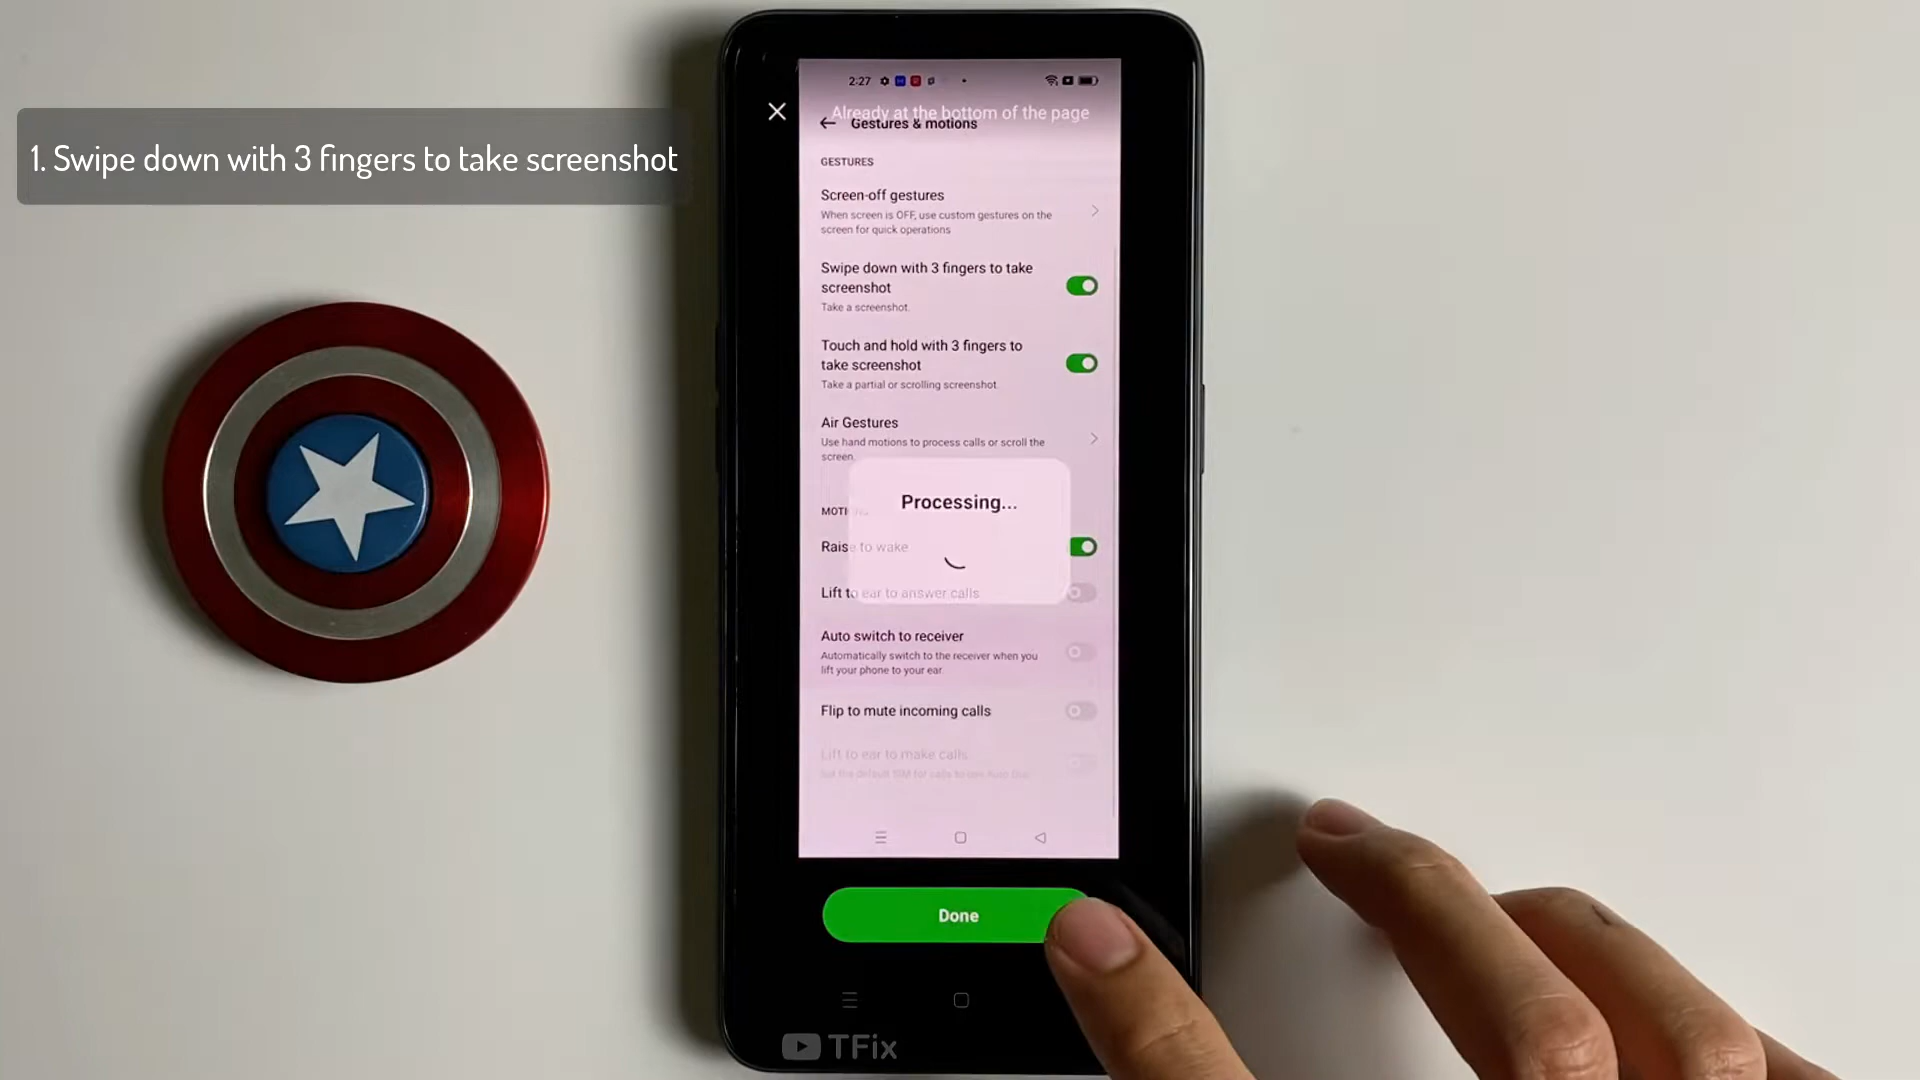 1. Swipe down with 3 fingers to take screenshot
2:27
Already at the bottom of the page
Gestures & motions
GESTURES
Screen-off gestures
When screen is OFF, use custom gestures on the
screen for quick operations
Swipe down with 3 fingers to take
screenshot
Take a screenshot.
Touch and hold with 3 fingers to
take screenshot
Take a partial or scrolling screenshot
Air Gestures
Use hand motions to process calls or scroll the
screen.
Processing...
Raise to wake
Lift to ear to answer calls
Auto switch to receiver
Automatically switch to the receiver when you
lift your phone to your ear.
Flip to mute incoming calls
Lift to ear to make calls
Done
TFix